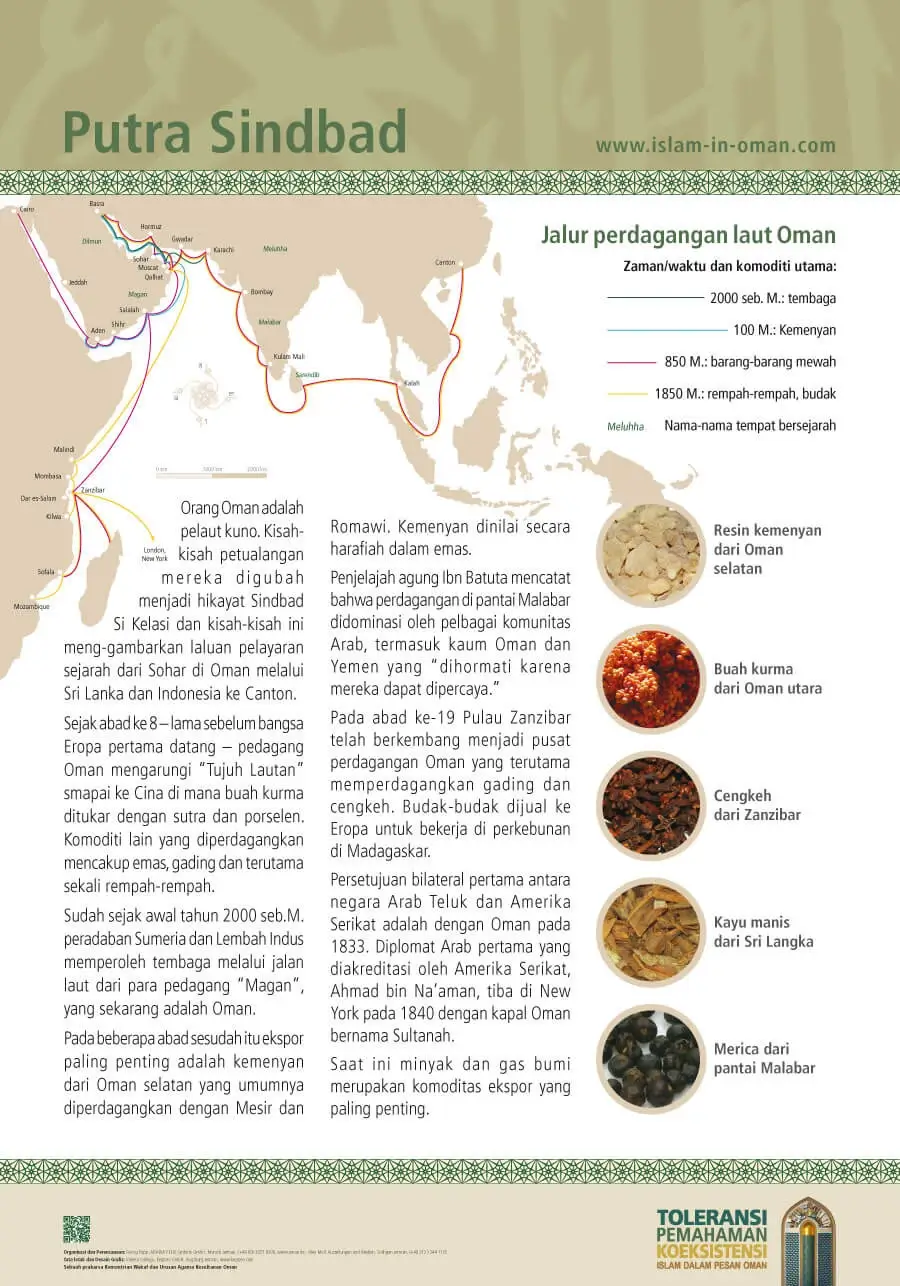 Putra Sindbad
www.islam-in-oman.com
Jalur perdagangan laut Oman
Zaman/waktu dan komoditi utama:
2000 seb. M.: tembaga
100 M.: Kemenyan
850 M.: barang-barang mewah
1850 M.: rempah-rempah, budak
Meluhha Nama-nama tempat bersejarah
Cairo
Basra
Dilmun
Hormuz
Gwadar
Sohar
Muscat
Qalhat
Karachi
Meluhha
Canton
Jeddah
Magan
Bombay
Salalah
Shihr
Aden
Malabar
Kulam Mali
Sarandib
Kalah
Malindi
Mombasa
Zanzibar
Dar-es-Salam
Kilwa
London,
New York
Sofala
Mozambique
Orang Oman adalah
pelaut kuno. Kisah-
kisah petualangan
mereka digubah
menjadi hikayat Sindbad
Si Kelasi dan kisah-kisah ini
meng-gambarkan laluan pelayaran
sejarah dari Sohar di Oman melalui
Sri Lanka dan Indonesia ke Canton.
Sejak abad ke 8 – lama sebelum bangsa
Eropa pertama datang – pedagang
Oman mengarungi “Tujuh Lautan”
smapai ke Cina di mana buah kurma
ditukar dengan sutra dan porselen.
Komoditi lain yang diperdagangkan
mencakup emas, gading dan terutama
sekali rempah-rempah.
Sudah sejak awal tahun 2000 seb.M.
peradaban Sumeria dan Lembah Indus
memperoleh tembaga melalui jalan
laut dari para pedagang “Magan”,
yang sekarang adalah Oman.
Pada beberapa abad sesudah itu ekspor
paling penting adalah kemenyan
dari Oman selatan yang umumnya
diperdagangkan dengan Mesir dan
Romawi. Kemenyan dinilai secara
harafiah dalam emas.
Penjelajah agung Ibn Batuta mencatat
bahwa perdagangan di pantai Malabar
didominasi oleh pelbagai komunitas
Arab, termasuk kaum Oman dan
Yemen yang “dihormati karena
mereka dapat dipercaya.”
Pada abad ke-19 Pulau Zanzibar
telah berkembang menjadi pusat
perdagangan Oman yang terutama
memperdagangkan gading dan
cengkeh. Budak-budak dijual ke
Eropa untuk bekerja di perkebunan
di Madagaskar.
Persetujuan bilateral pertama antara
negara Arab Teluk dan Amerika
Serikat adalah dengan Oman pada
1833. Diplomat Arab pertama yang
diakreditasi oleh Amerika Serikat,
Ahmad bin Na’aman, tiba di New
York pada 1840 dengan kapal Oman
bernama Sultanah.
Saat ini minyak dan gas bumi
merupakan komoditas ekspor yang
paling penting.
Resin kemenyan
dari Oman
selatan
Buah kurma
dari Oman utara
Cengkeh
dari Zanzibar
Kayu manis
dari Sri Langka
Merica dari
pantai Malabar
Organisasi dan Perencanaan:
Tata letak dan Desain Grafis:
Sebuah prakarsa Kementrian Wakaf dan Urusan Agama Kesultanan Oman
TOLERANSI
PEMAHAMAN
KOEKSISTENSI
ISLAM DALAM PESAN OMAN